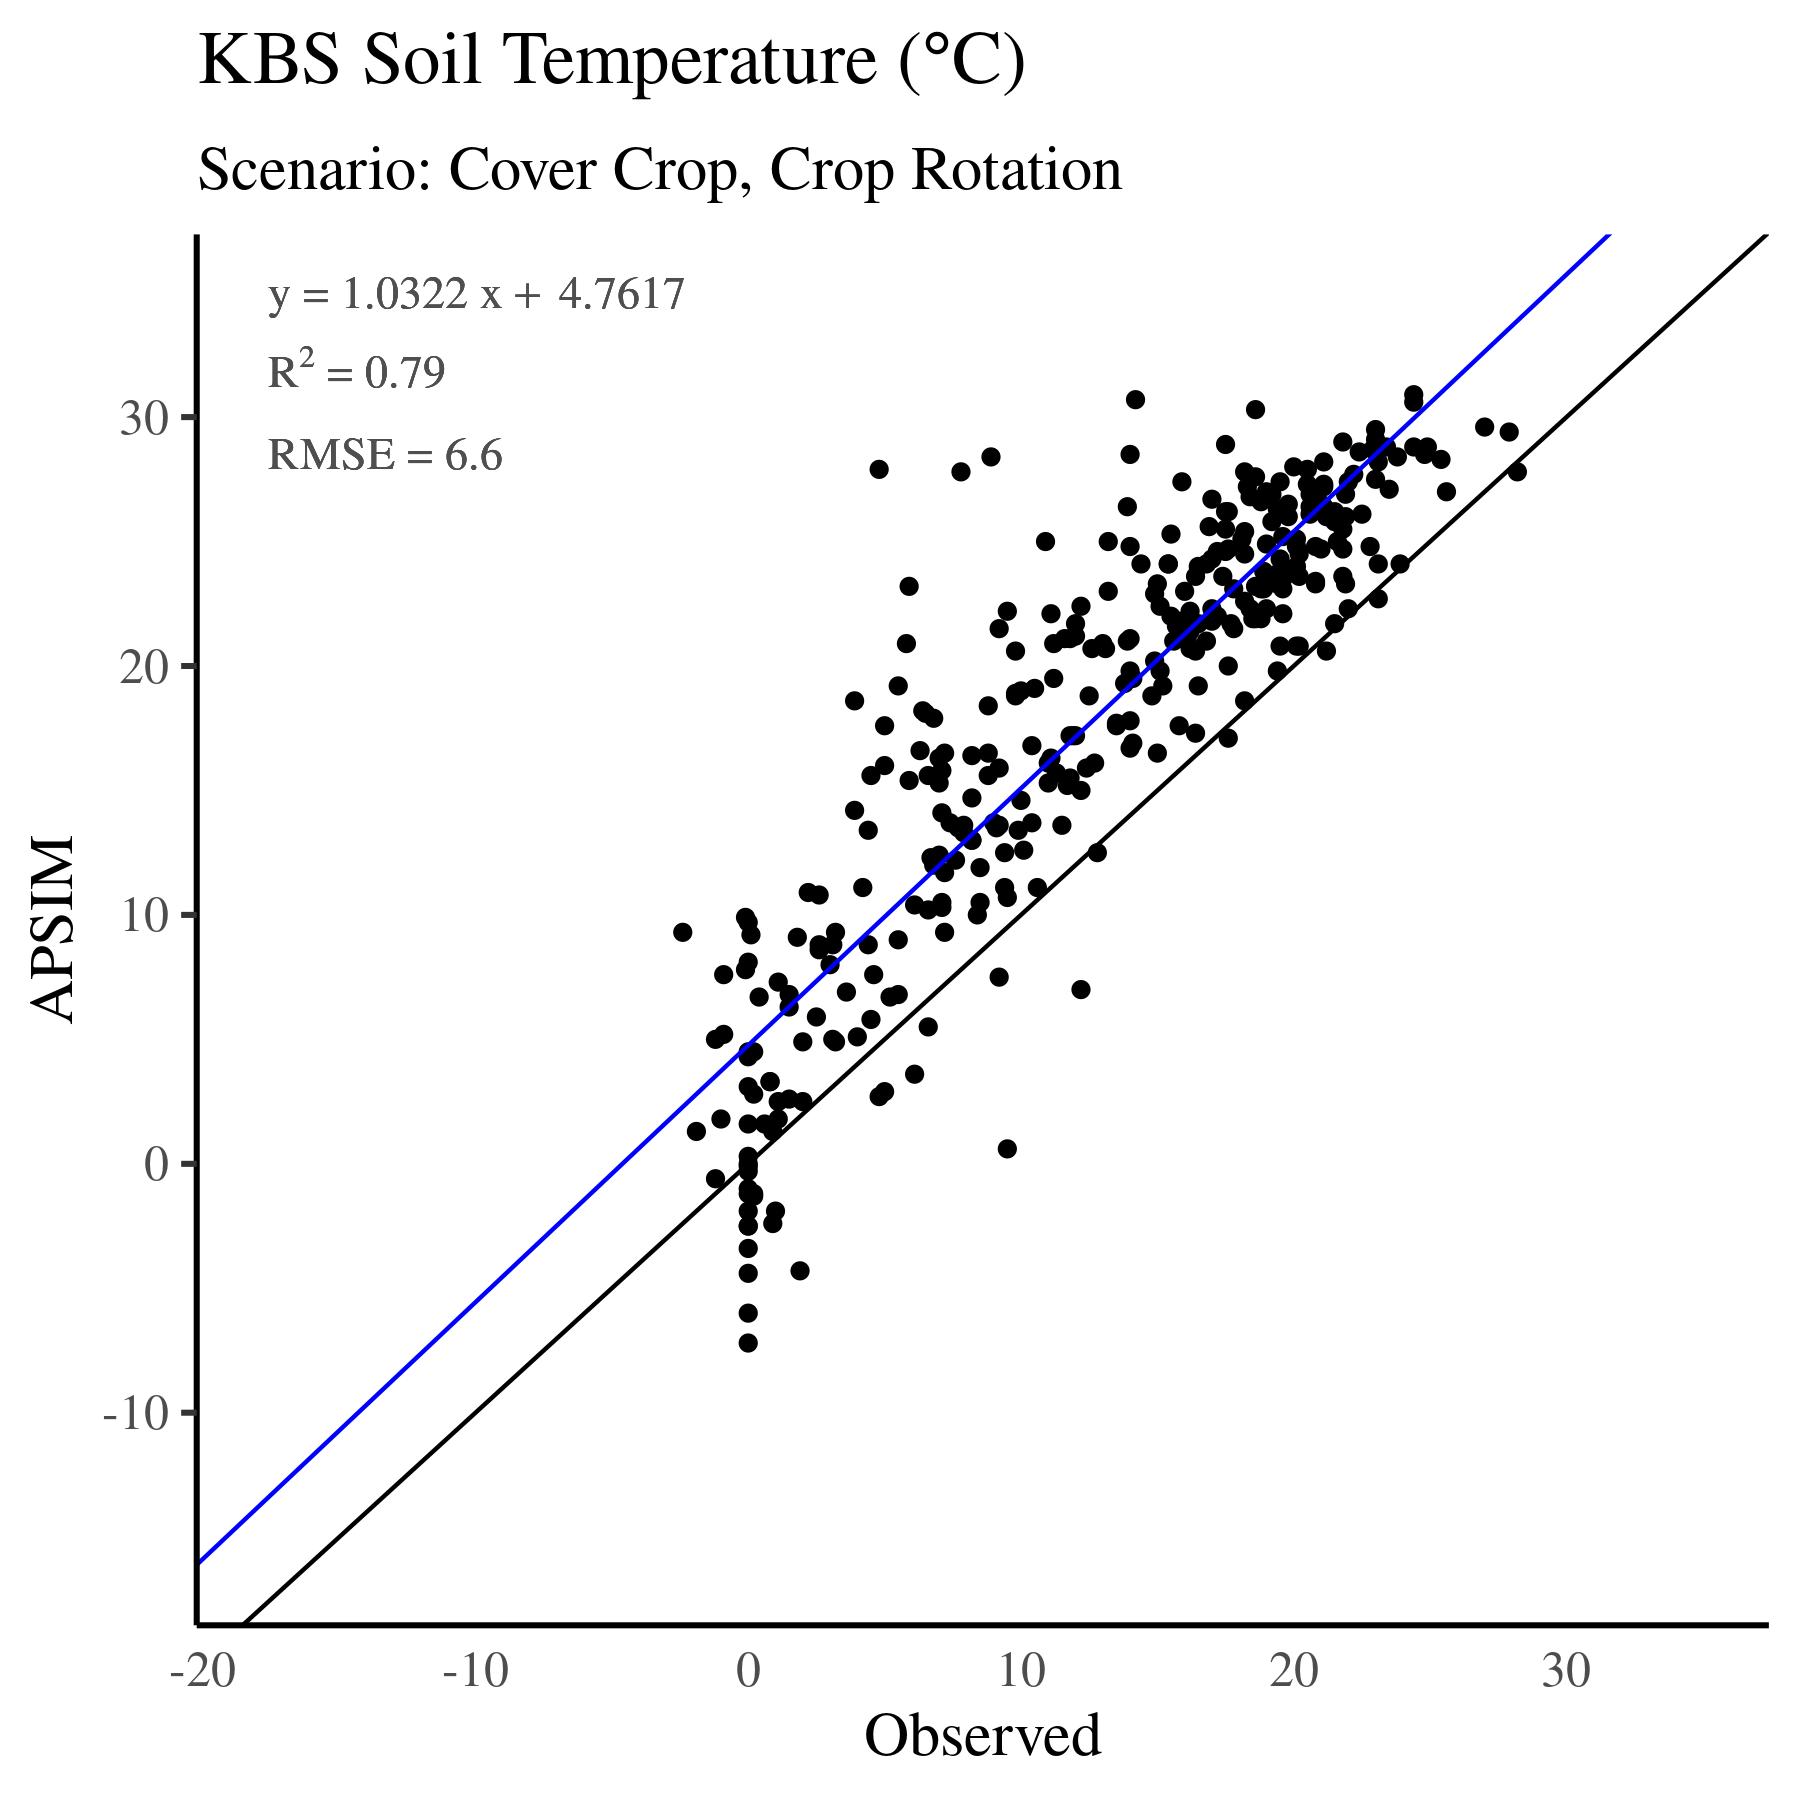 KBS Soil Temperature (°C)
Scenario: Cover Crop, Crop Rotation
y = 1.0322 x + 4.7617
R² = 0.79
RMSE = 6.6
30
20
10
0
-10
APSIM
-20
-10
0
10
20
30
Observed